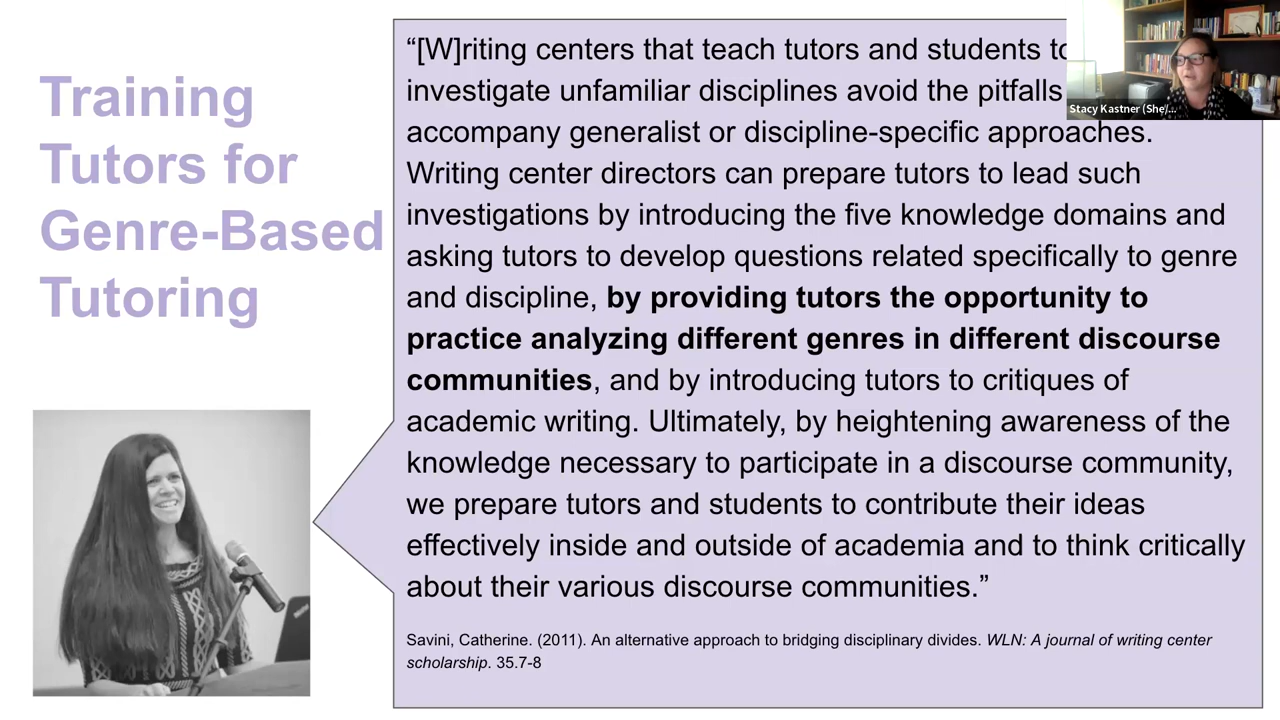 Training
Tutors for
Genre-Based
Tutoring
“[W]riting centers that teach tutors and students to
investigate unfamiliar disciplines avoid the pitfalls
accompany generalist or discipline-specific approaches.
Writing center directors can prepare tutors to lead such
investigations by introducing the five knowledge domains and
asking tutors to develop questions related specifically to genre
and discipline, by providing tutors the opportunity to
practice analyzing different genres in different discourse
communities, and by introducing tutors to critiques of
academic writing. Ultimately, by heightening awareness of the
knowledge necessary to participate in a discourse community,
we prepare tutors and students to contribute their ideas
effectively inside and outside of academia and to think critically
about their various discourse communities.”
Savini, Catherine. (2011). An alternative approach to bridging disciplinary divides. WLN: A journal of writing center
scholarship. 35.7-8
Stacy Kastner (She/...